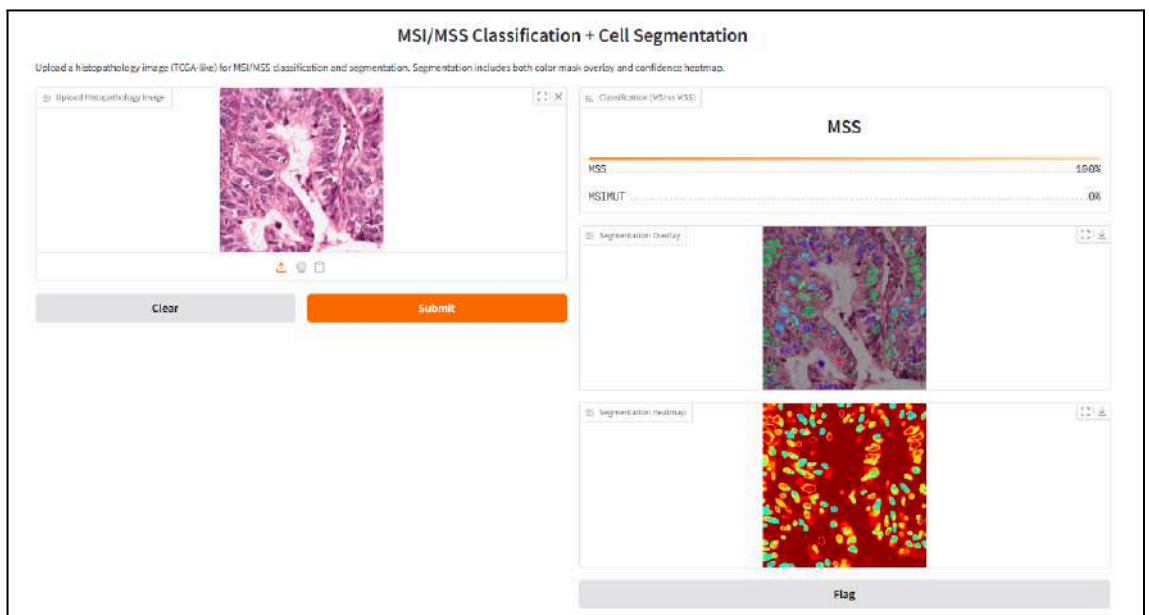 MSI/MSS Classification + Cell Segmentation
Upload a histopathology image (TCGA-like) for MSI/MSS classification and segmentation. Segmentation includes both color mask overlay and confidence heatmap.
Upload Histopathology Image
Clear
Submit
Classification (MSI vs MSS)
MSS
MSS 100%
MSIMUT 0%
Segmentation Overlay
Segmentation Heatmap
Flag